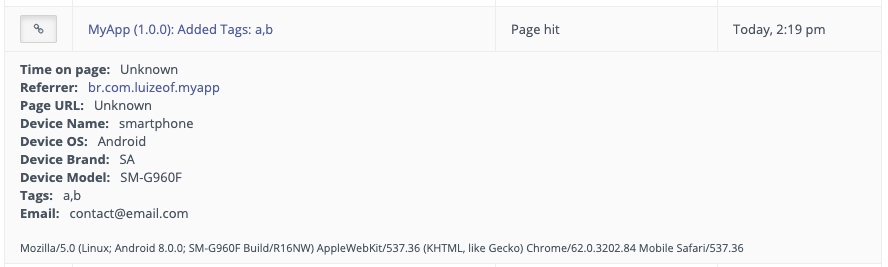 MyApp (1.0.0): Added Tags: a,b Page hit Today, 2:19 pm
Time on page: Unknown
Referrer: br.com.luizeof.myapp
Page URL: Unknown
Device Name: smartphone
Device OS: Android
Device Brand: SA
Device Model: SM-G960F
Tags: a,b
Email: contact@email.com
Mozilla/5.0 (Linux; Android 8.0.0; SM-G960F Build/R16NW) AppleWebKit/537.36 (KHTML, like Gecko) Chrome/62.0.3202.84 Mobile Safari/537.36